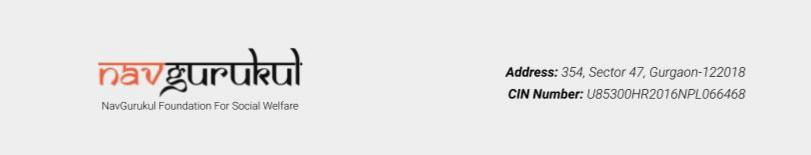 navgurukul
NavGurukul Foundation For Social Welfare
Address: 354, Sector 47, Gurgaon-122018
CIN Number: U85300HR2016NPL066468